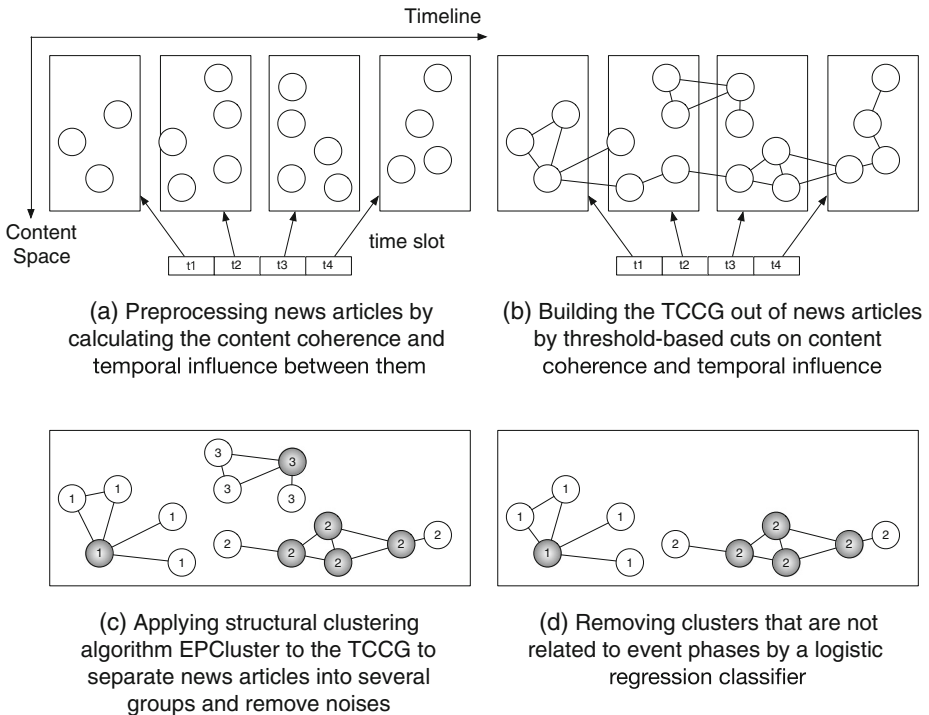 Timeline
Content
Space
time slot
t1 t2 t3 t4
t1 t2 t3 t4
(a) Preprocessing news articles by
calculating the content coherence and
temporal influence between them
(b) Building the TCCG out of news articles
by threshold-based cuts on content
coherence and temporal influence
3 3
1 1 3 3
1 2 2
1 2 2 2
1 2
1
1 1
2 2
1 2 2 2
1 2
(c) Applying structural clustering
algorithm EPCluster to the TCCG to
separate news articles into several
groups and remove noises
(d) Removing clusters that are not
related to event phases by a logistic
regression classifier